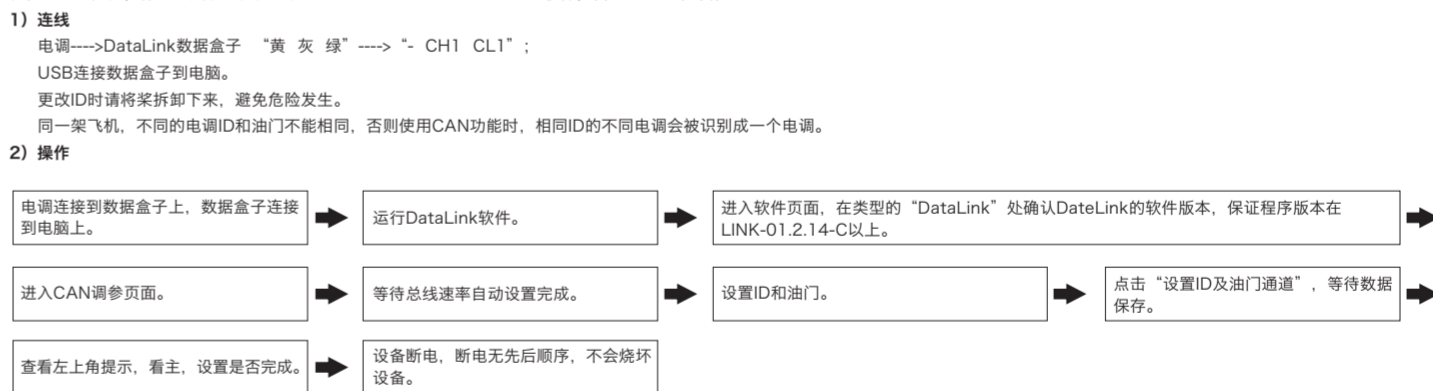 1）连线
电调---->DataLink数据盒子 “黄 灰 绿”---->“- CH1 CL1”；
USB连接数据盒子到电脑。
更改ID时请将桨拆卸下来，避免危险发生。
同一架飞机，不同的电调ID和油门不能相同，否则使用CAN功能时，相同ID的不同电调会被识别成一个电调。
2）操作
电调连接到数据盒子上，数据盒子连接
到电脑上。
运行DataLink软件。
进入软件页面，在类型的“DataLink”处确认DateLink的软件版本，保证程序版本在
LINK-01.2.14-C以上。
进入CAN调参页面。
等待总线速率自动设置完成。
设置ID和油门。
点击“设置ID及油门通道”，等待数据
保存。
查看左上角提示，看主，设置是否完成。
设备断电，断电无先后顺序，不会烧坏
设备。